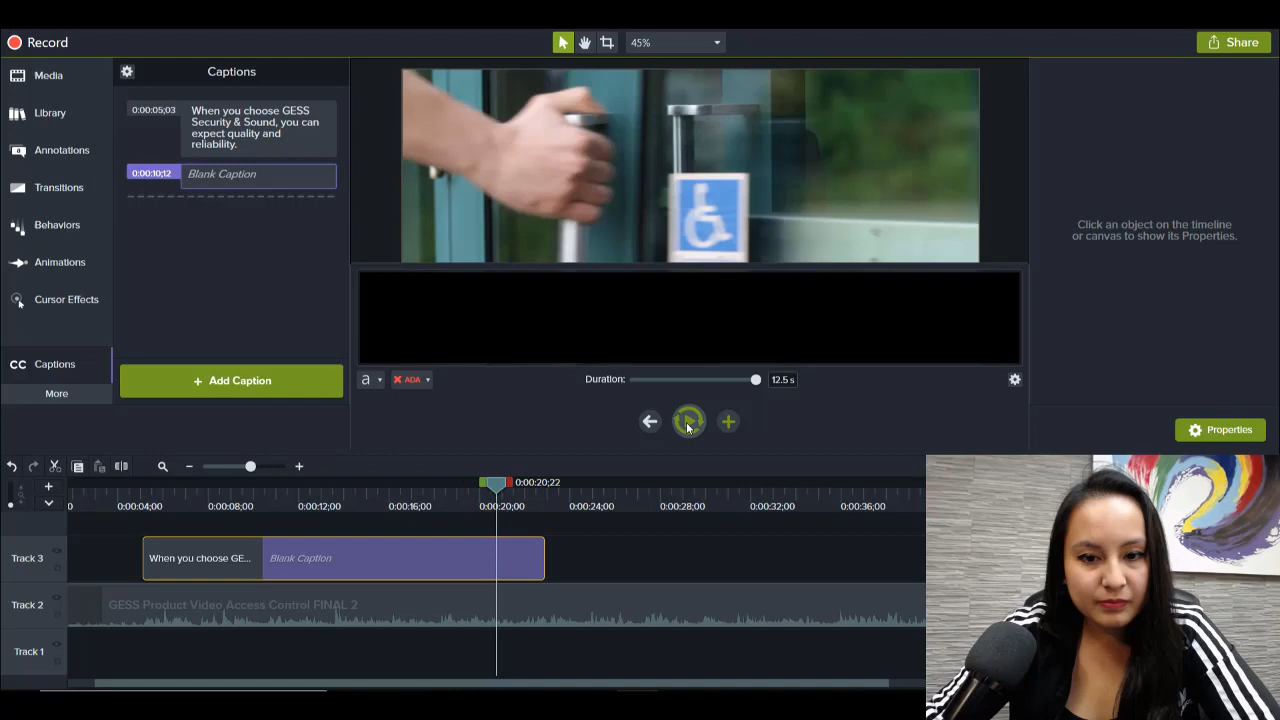 Record
45%
Share
Media
Captions
0:00:05;03
When you choose GESS
Security & Sound, you can
expect quality and
reliability.
Library
Annotations
0:00:10;12
Blank Caption
Transitions
Behaviors
Click an object on the timeline
or canvas to show its Properties.
Animations
Cursor Effects
CC Captions
+ Add Caption
a
ADA
Duration:
12.5 s
More
Properties
0:00:20;22
0
0:00:04;00
0:00:08;00
0:00:12;00
0:00:16;00
0:00:20;00
0:00:24;00
0:00:28;00
0:00:32;00
0:00:36;00
Track 3
When you choose GE...
Blank Caption
Track 2
GESS Product Video Access Control FINAL 2
Track 1